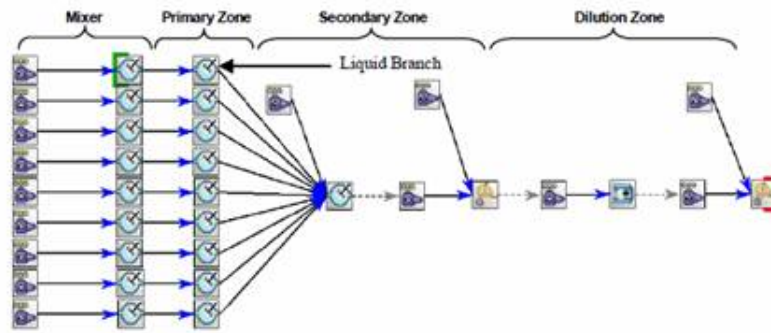 Mixer
Primary Zone
Secondary Zone
Dilution Zone
Liquid Branch